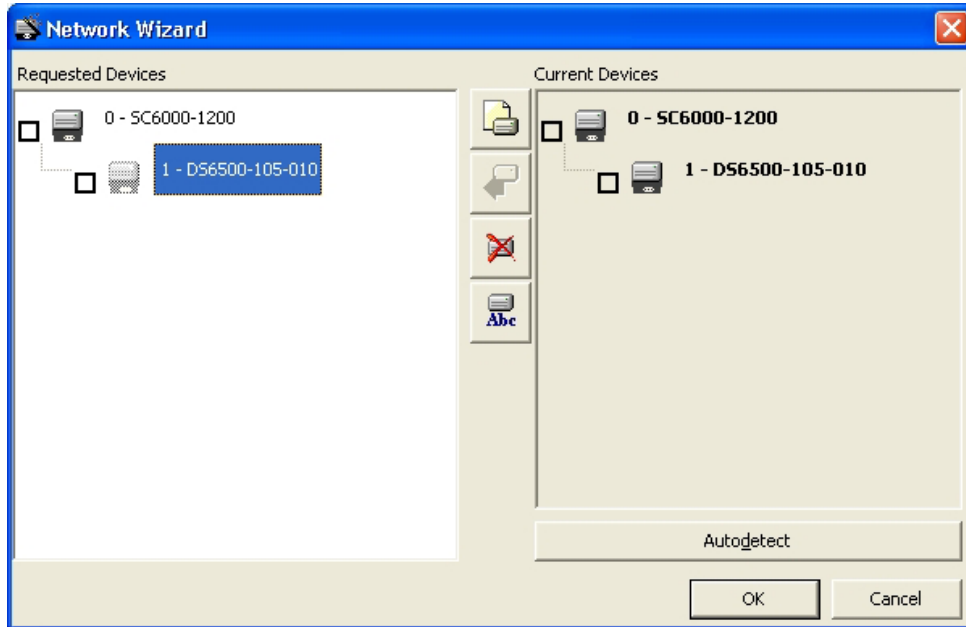 Network Wizard
Requested Devices
0 - SC6000-1200
1 - DS6500-105-010
Abc
Current Devices
0 - SC6000-1200
1 - DS6500-105-010
Autodetect
OK
Cancel